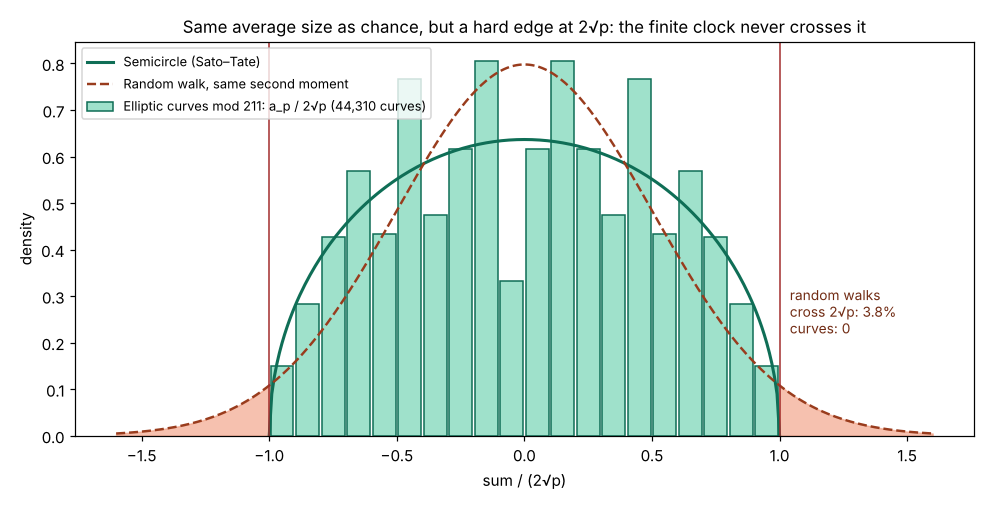 Same average size as chance, but a hard edge at 2√p: the finite clock never crosses it
Semicircle (Sato–Tate)
Random walk, same second moment
Elliptic curves mod 211: a_p / 2√p (44,310 curves)
density
0.8
0.7
0.6
0.5
0.4
0.3
0.2
0.1
0.0
random walks
cross 2√p: 3.8%
curves: 0
−1.5
−1.0
−0.5
0.0
0.5
1.0
1.5
sum / (2√p)